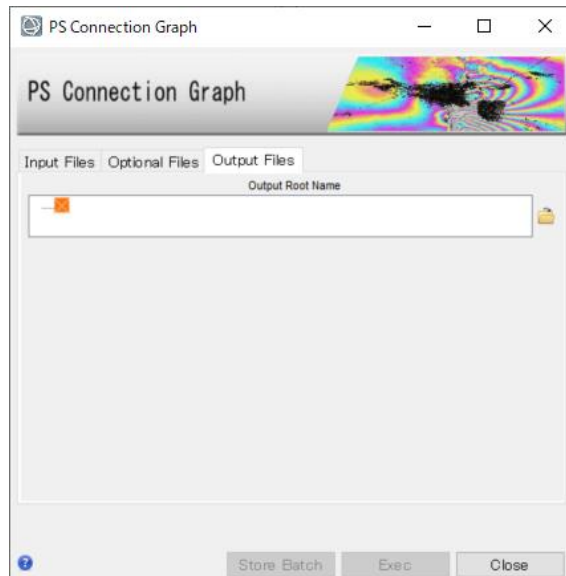 PS Connection Graph
PS Connection Graph
Input Files Optional Files Output Files
Output Root Name
Store Batch Exec Close